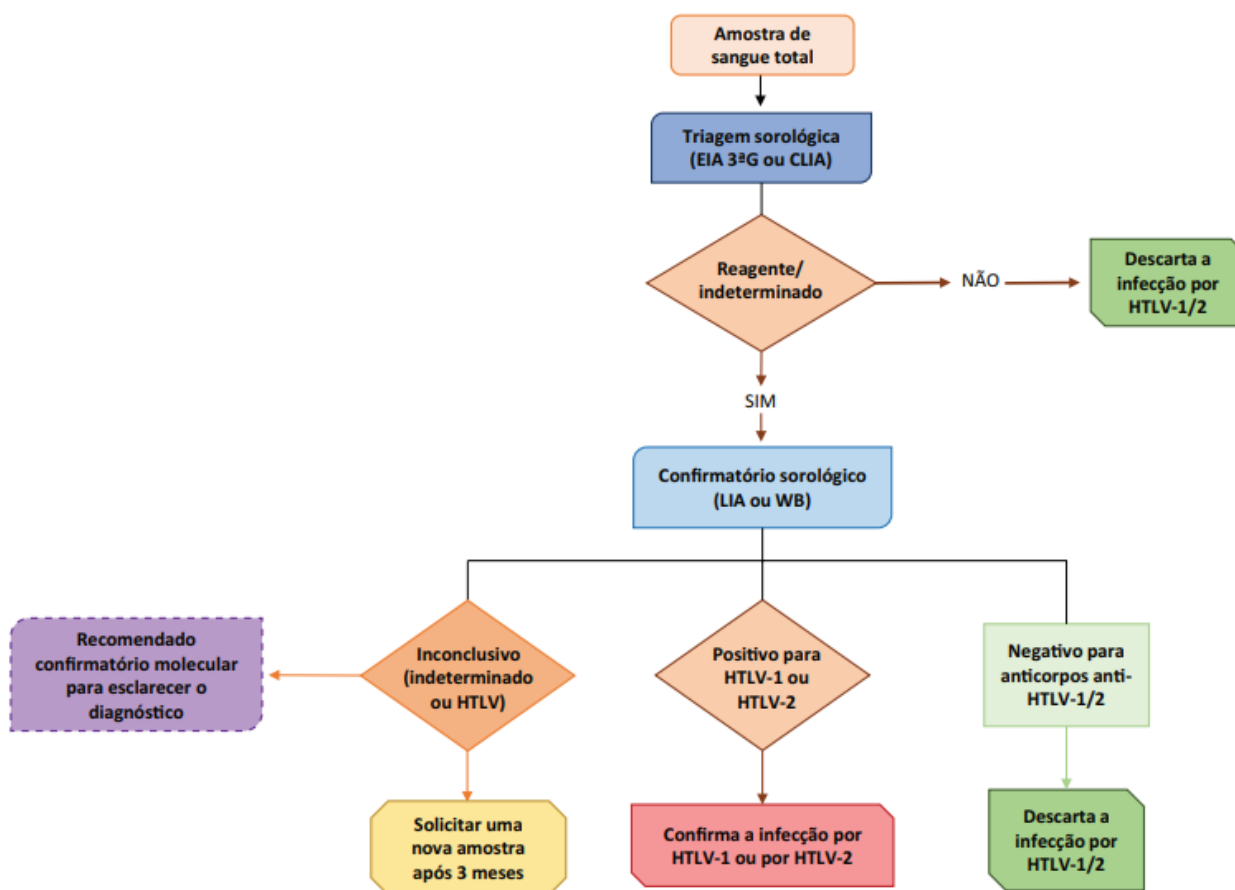 Amostra de
sangue total
Triagem sorológica
(EIA 3ªG ou CLIA)
Reagente/
indeterminado
NÃO
Descarta a
infecção por
HTLV-1/2
SIM
Confirmatório sorológico
(LIA ou WB)
Recomendado
confirmatório molecular
para esclarecer o
diagnóstico
Inconclusivo
(indeterminado
ou HTLV)
Positivo para
HTLV-1 ou
HTLV-2
Negativo para
anticorpos anti-
HTLV-1/2
Solicitar uma
nova amostra
após 3 meses
Confirma a infecção por
HTLV-1 ou por HTLV-2
Descarta a
infecção por
HTLV-1/2